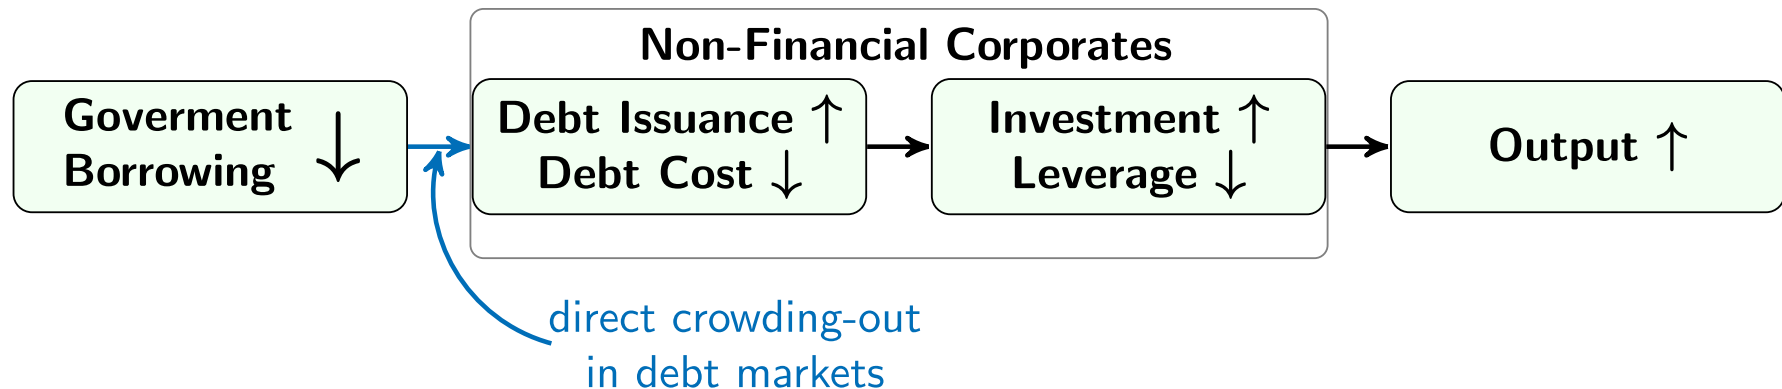 Non-Financial Corporates
Goverment
Borrowing ↓
Debt Issuance ↑
Debt Cost ↓
Investment ↑
Leverage ↓
Output ↑
direct crowding-out
in debt markets